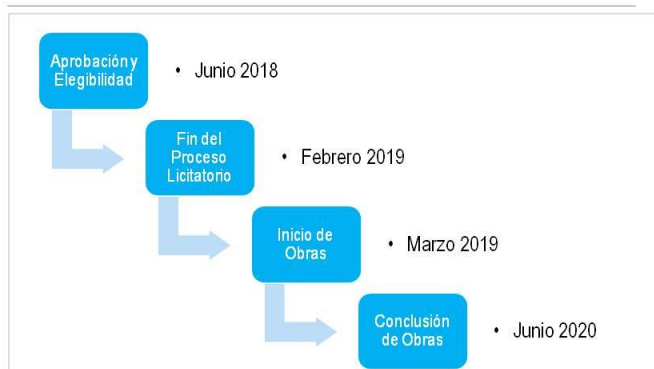 Aprobación y
Elegibilidad
• Junio 2018
Fin del
Proceso
Licitatorio
• Febrero 2019
Inicio de
Obras
• Marzo 2019
Conclusión
de Obras
• Junio 2020